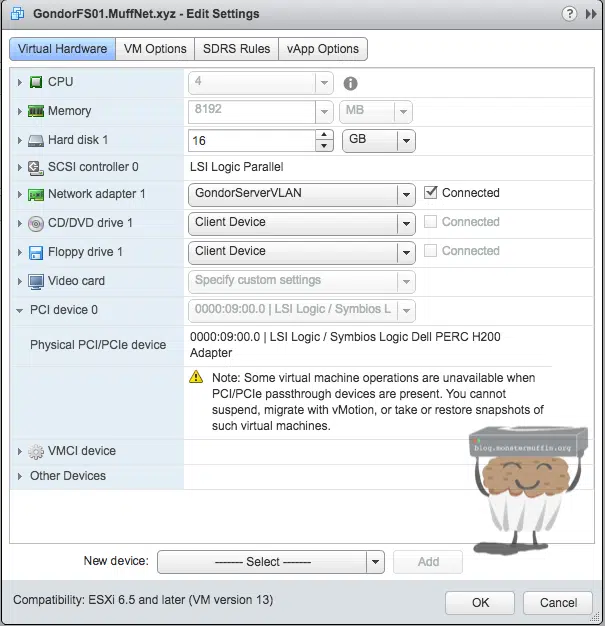 GondorFS01.MuffNet.xyz - Edit Settings
Virtual Hardware VM Options SDRS Rules vApp Options
CPU 4
Memory 8192 MB
Hard disk 1 16 GB
SCSI controller 0 LSI Logic Parallel
Network adapter 1 GondorServerVLAN Connected
CD/DVD drive 1 Client Device Connected
Floppy drive 1 Client Device Connected
Video card Specify custom settings
PCI device 0 0000:09:00.0 | LSI Logic / Symbios L
Physical PCI/PCIe device 0000:09:00.0 | LSI Logic / Symbios Logic Dell PERC H200
Adapter
Note: Some virtual machine operations are unavailable when
PCI/PCIe passthrough devices are present. You cannot
suspend, migrate with vMotion, or take or restore snapshots of
such virtual machines.
blog.monstermuffin.org
VMCI device
Other Devices
New device: ------- Select ------- Add
Compatibility: ESXi 6.5 and later (VM version 13) OK Cancel